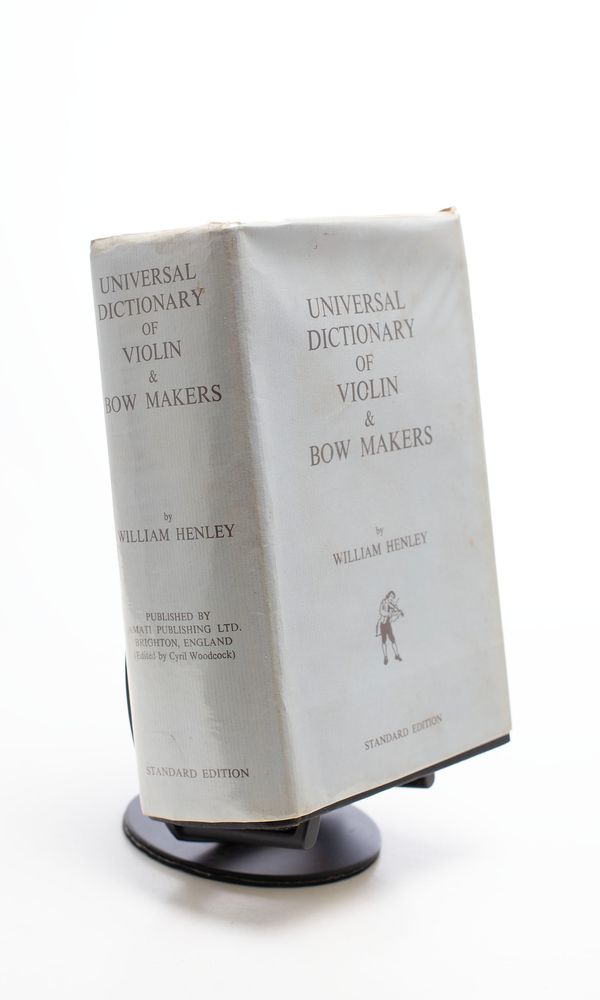 UNIVERSAL
DICTIONARY
OF
VIOLIN
&
BOW MAKERS
by
WILLIAM HENLEY
PUBLISHED BY
AMATI PUBLISHING LTD.
BRIGHTON, ENGLAND
(Edited by Cyril Woodcock)
STANDARD EDITION
UNIVERSAL
DICTIONARY
OF
VIOLIN
&
BOW MAKERS
by
WILLIAM HENLEY
STANDARD EDITION